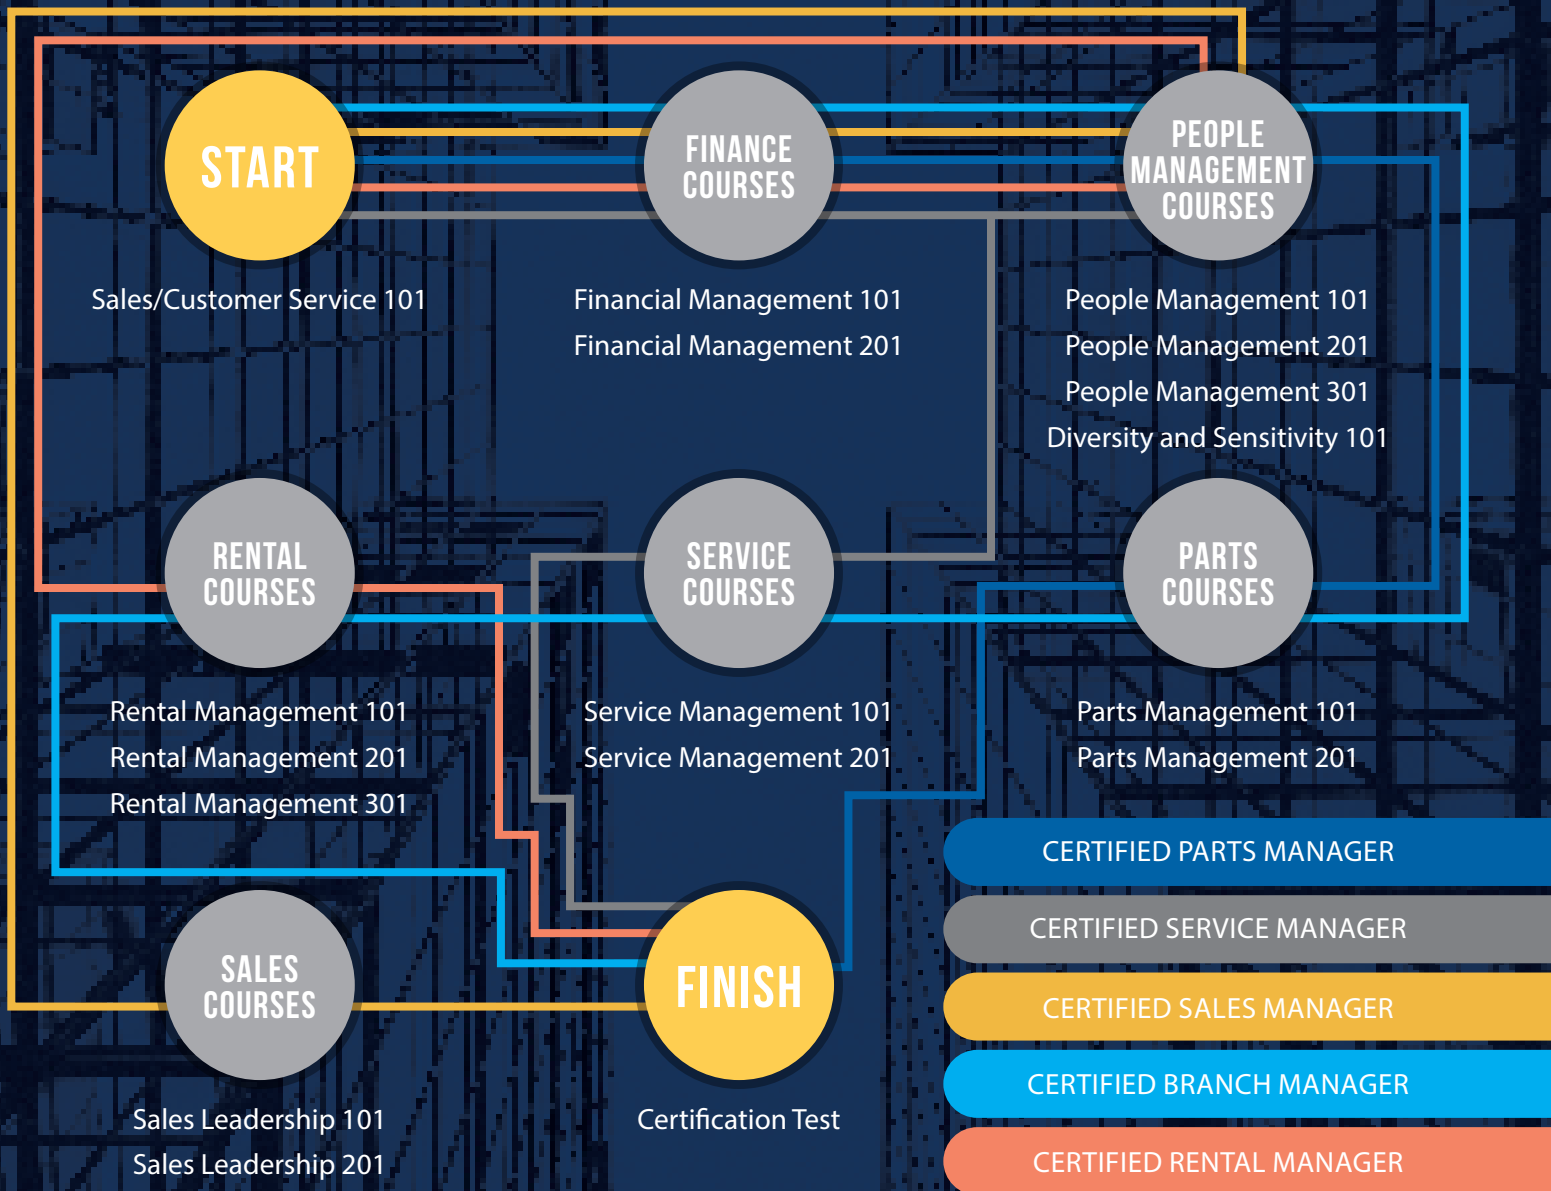 START
FINANCE
COURSES
PEOPLE
MANAGEMENT
COURSES
Sales/Customer Service 101
Financial Management 101
Financial Management 201
People Management 101
People Management 201
People Management 301
Diversity and Sensitivity 101
RENTAL
COURSES
SERVICE
COURSES
PARTS
COURSES
Rental Management 101
Rental Management 201
Rental Management 301
Service Management 101
Service Management 201
Parts Management 101
Parts Management 201
SALES
COURSES
FINISH
Sales Leadership 101
Sales Leadership 201
Certification Test
CERTIFIED PARTS MANAGER
CERTIFIED SERVICE MANAGER
CERTIFIED SALES MANAGER
CERTIFIED BRANCH MANAGER
CERTIFIED RENTAL MANAGER